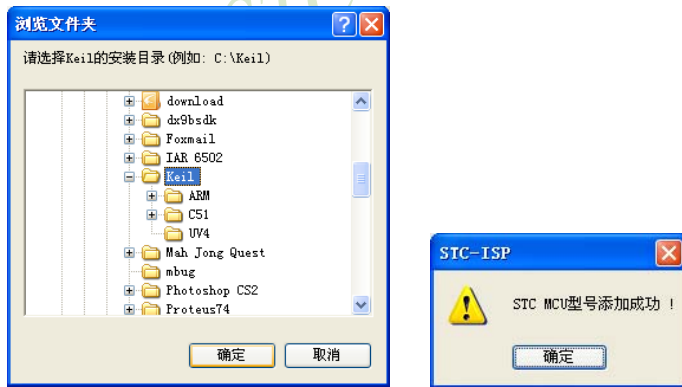 浏览文件夹
请选择Keil的安装目录(例如: C:\Keil)
download
dx9bsdk
Foxmail
IAR 6502
Keil
ARM
C51
UV4
Mah Jong Quest
mbug
Photoshop CS2
Proteus74
确定 取消
STC-ISP
STC MCU型号添加成功 !
确定